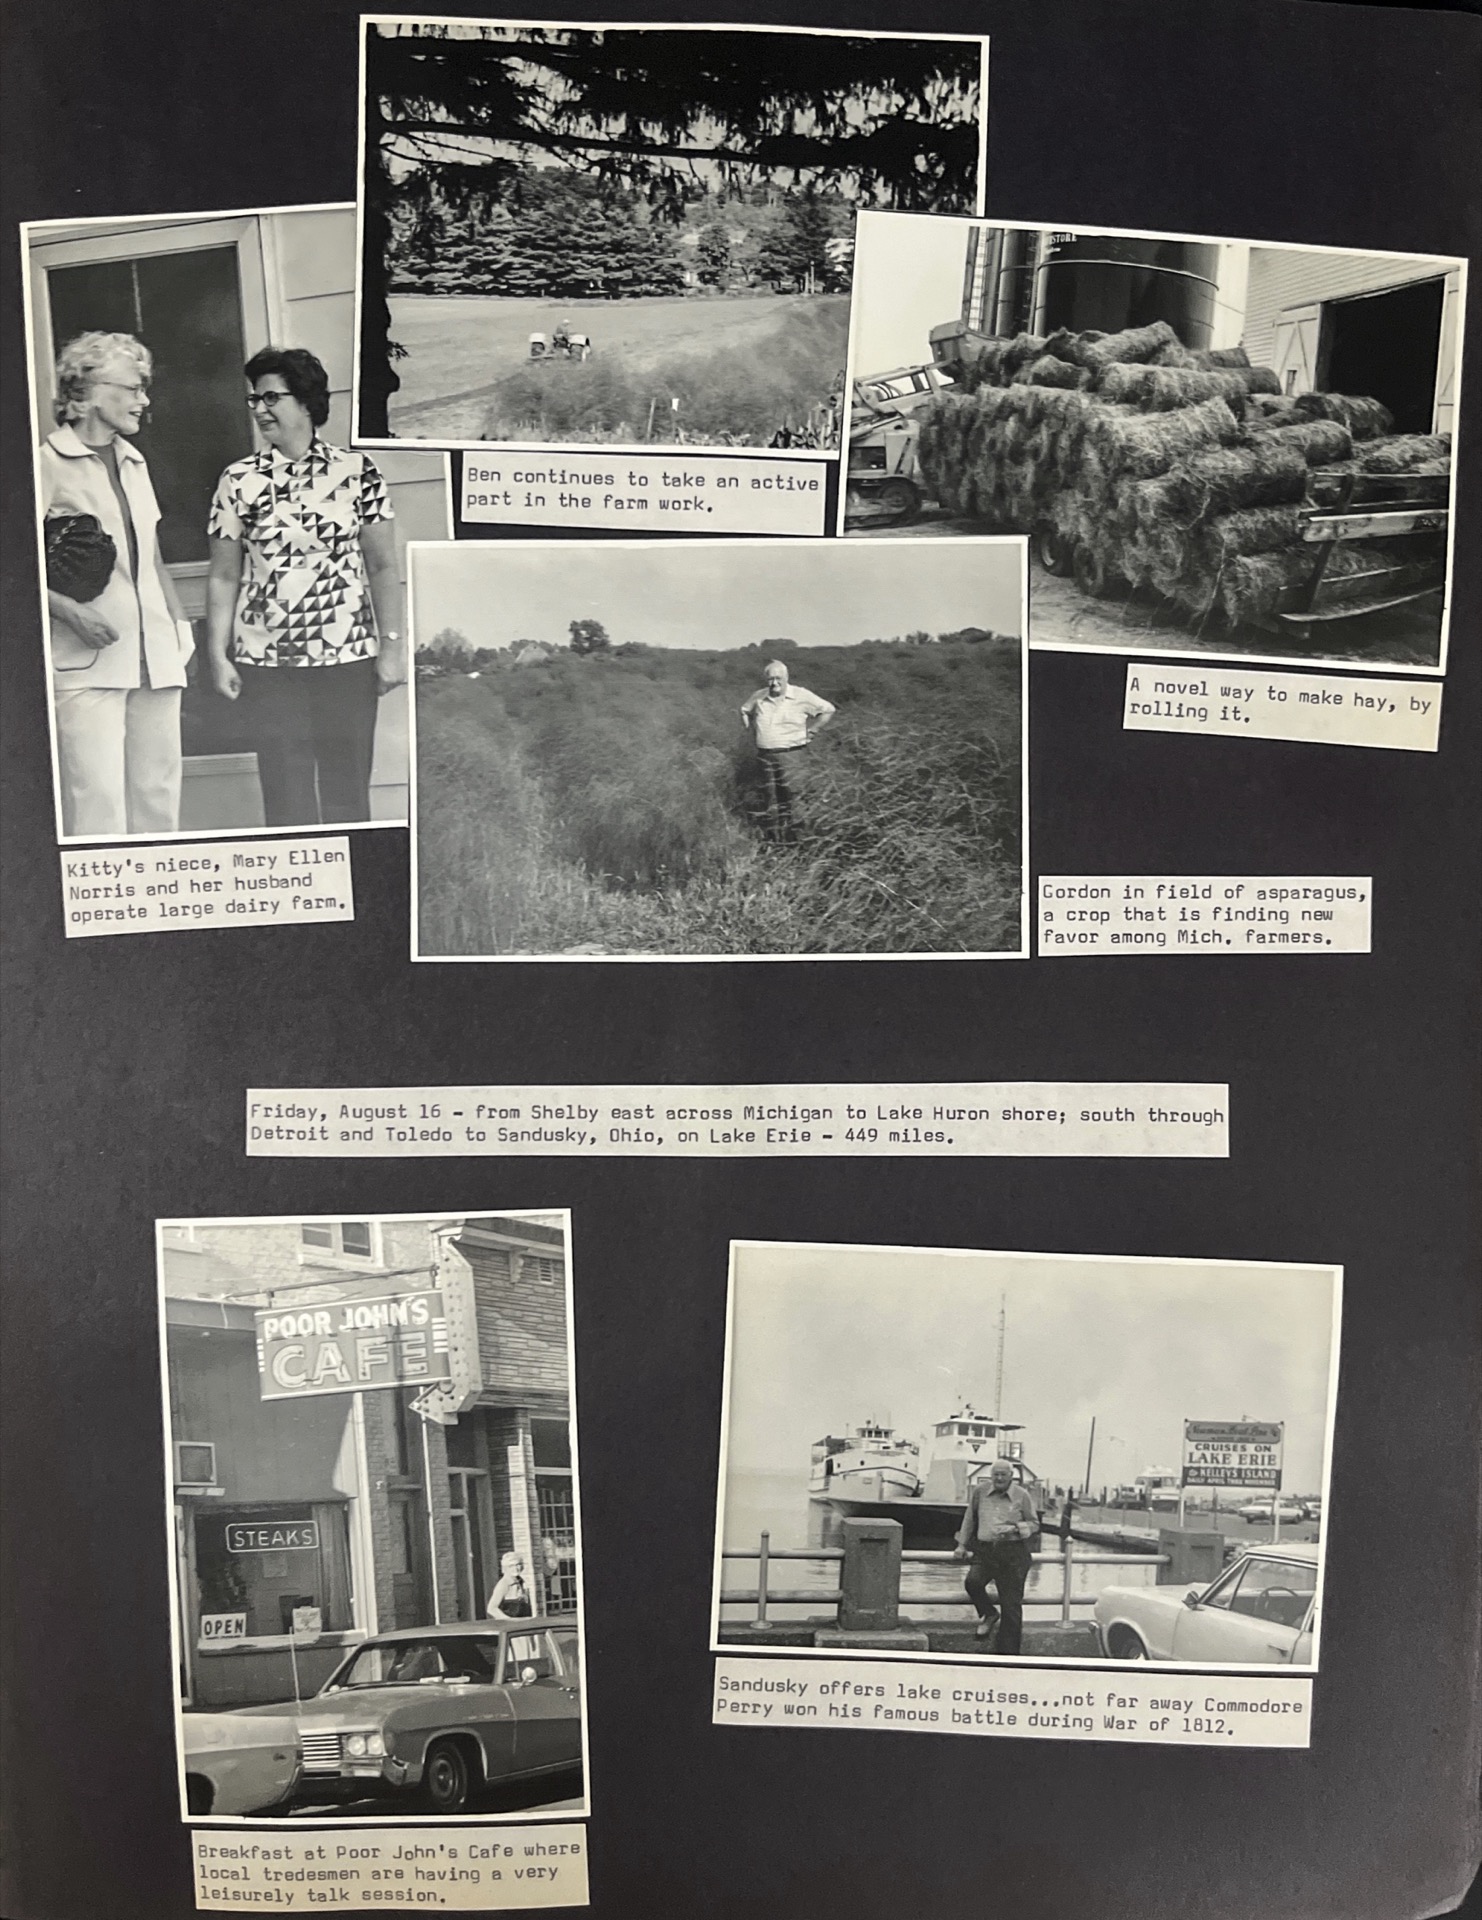 STORE
Ben continues to take an active
part in the farm work.
A novel way to make hay, by
rolling it.
Kitty's niece, Mary Ellen
Norris and her husband
operate large dairy farm.
Gordon in field of asparagus,
a crop that is finding new
favor among Mich. farmers.
Friday, August 16 - from Shelby east across Michigan to Lake Huron shore; south through
Detroit and Toledo to Sandusky, Ohio, on Lake Erie - 449 miles.
POOR JOHN'S
CAFE
STEAKS
OPEN
Breakfast at Poor John's Cafe where
local tredesmen are having a very
leisurely talk session.
CRUISES ON
LAKE ERIE
KELLEYS ISLAND
DAILY APRIL THRU NOVEMBER
Sandusky offers lake cruises...not far away Commodore
Perry won his famous battle during War of 1812.